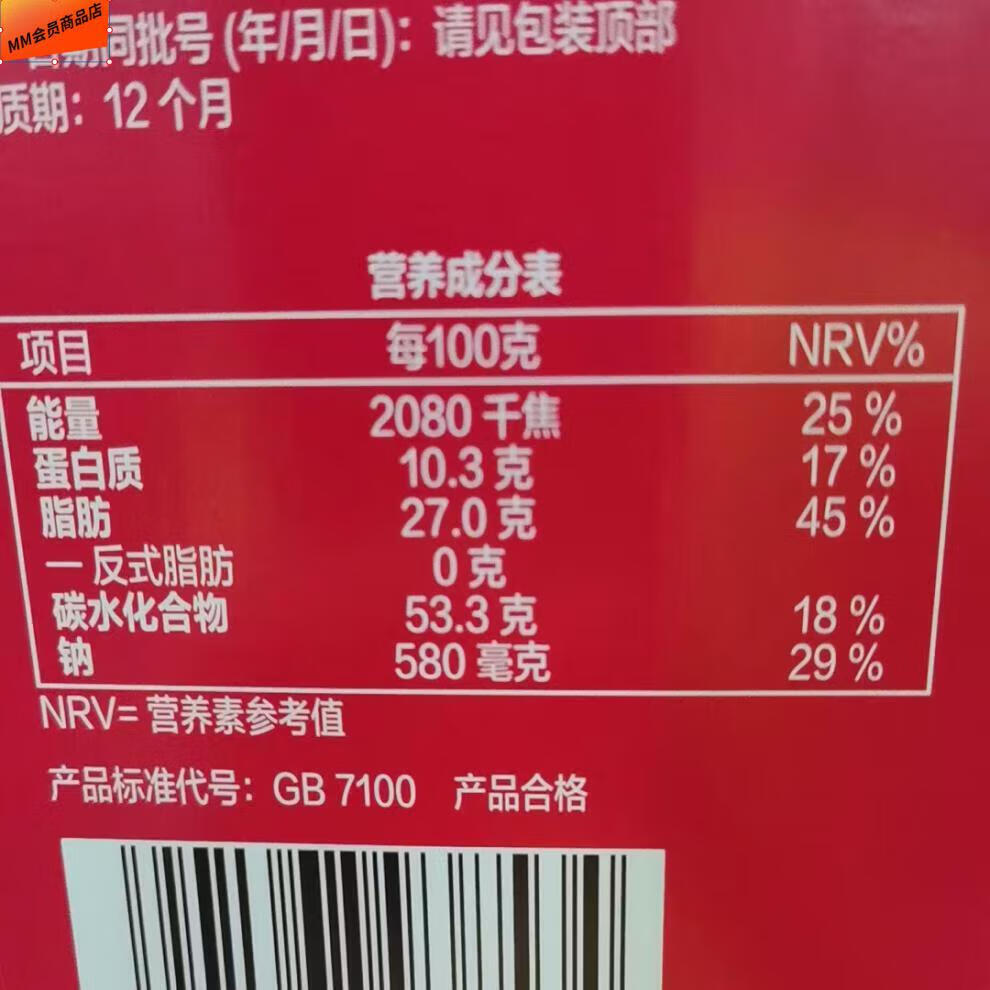 MM会员商品店
日期同批号 (年/月/日): 请见包装顶部
质期: 12个月
营养成分表
项目 每100克 NRV%
能量 2080 千焦 25 %
蛋白质 10.3 克 17 %
脂肪 27.0 克 45 %
— 反式脂肪 0 克
碳水化合物 53.3 克 18 %
钠 580 毫克 29 %
NRV= 营养素参考值
产品标准代号: GB 7100 产品合格